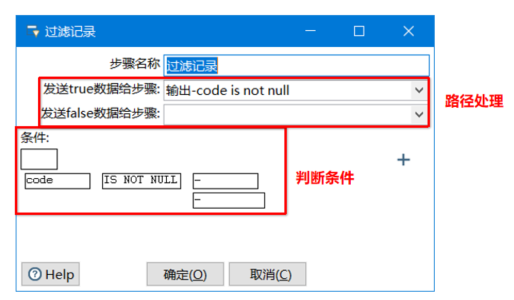 过滤记录
步骤名称 过滤记录
发送true数据给步骤: 输出-code is not null
发送false数据给步骤:
路径处理
条件:
code IS NOT NULL -
-
判断条件
+
Help 确定(O) 取消(C)